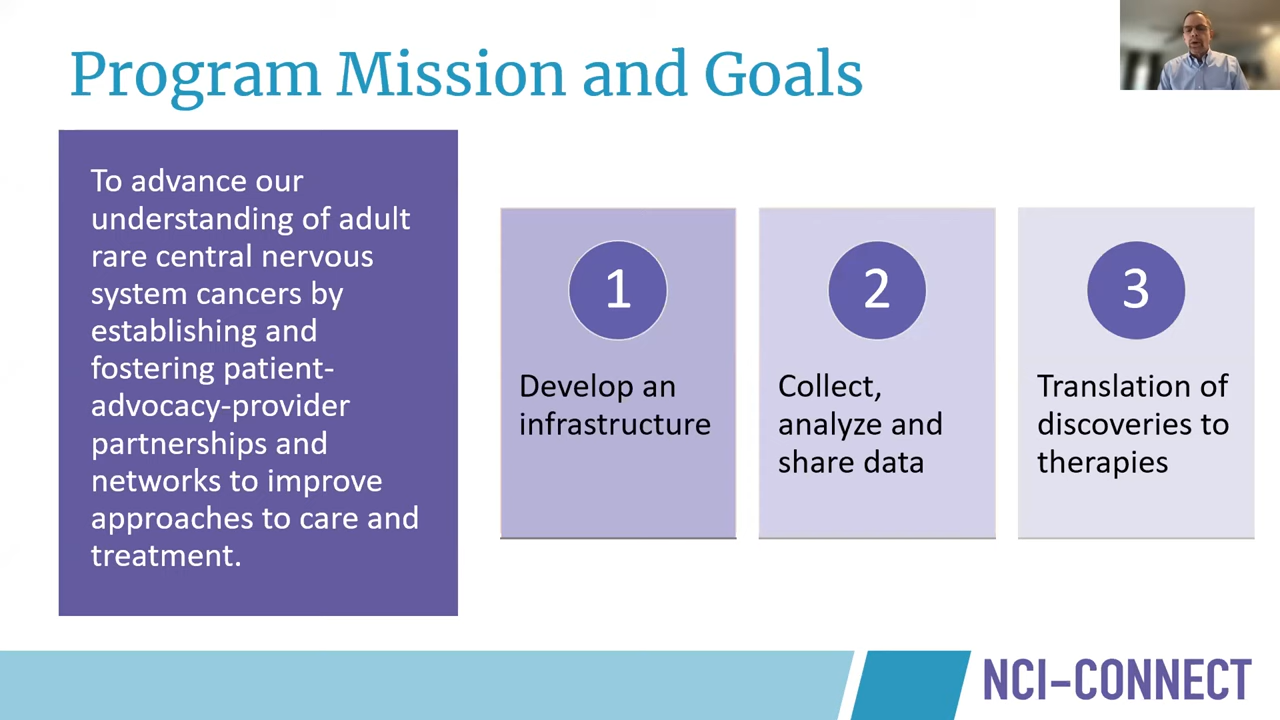 Program Mission and Goals
To advance our
understanding of adult
rare central nervous
system cancers by
establishing and
fostering patient-
advocacy-provider
partnerships and
networks to improve
approaches to care and
treatment.
1
Develop an
infrastructure
2
Collect,
analyze and
share data
3
Translation of
discoveries to
therapies
NCI-CONNECT